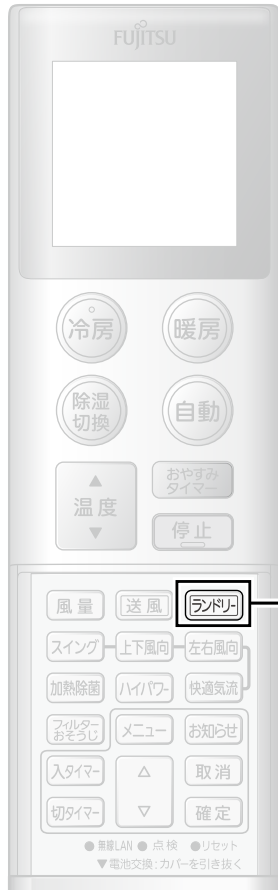 FUJITSU
冷房 暖房
除湿
切換
自動
▲
温度
▼
おやすみ
タイマー
停止
風量 送風 ランドリー
スイング 上下風向 左右風向
加熱除菌 ハイパワー 快適気流
フィルター
おそうじ
メニュー お知らせ
入タイマー △ 取消
切タイマー ▽ 確定
●無線LAN ●点検 ●リセット
▼電池交換:カバーを引き抜く